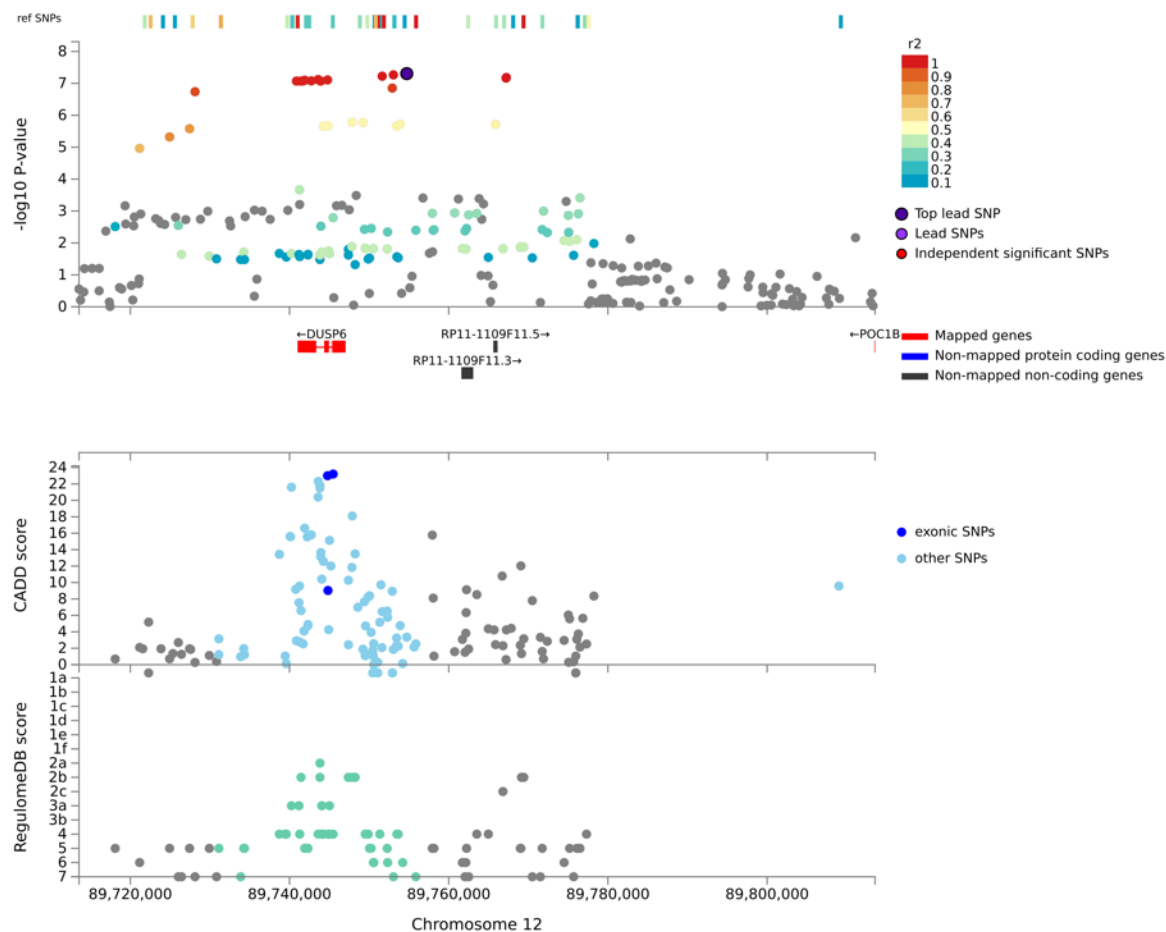 ref SNPs
8
7
6
5
4
3
2
1
0
-log10 P-value
r2
1
0.9
0.8
0.7
0.6
0.5
0.4
0.3
0.2
0.1
Top lead SNP
Lead SNPs
Independent significant SNPs
←DUSP6
RP11-1109F11.5→
←POC1B
RP11-1109F11.3→
Mapped genes
Non-mapped protein coding genes
Non-mapped non-coding genes
24
22
20
18
16
14
12
10
8
6
4
2
0
CADD score
exonic SNPs
other SNPs
1a
1b
1c
1d
1e
1f
2a
2b
2c
3a
3b
4
5
6
7
RegulomeDB score
89,720,000 89,740,000 89,760,000 89,780,000 89,800,000
Chromosome 12